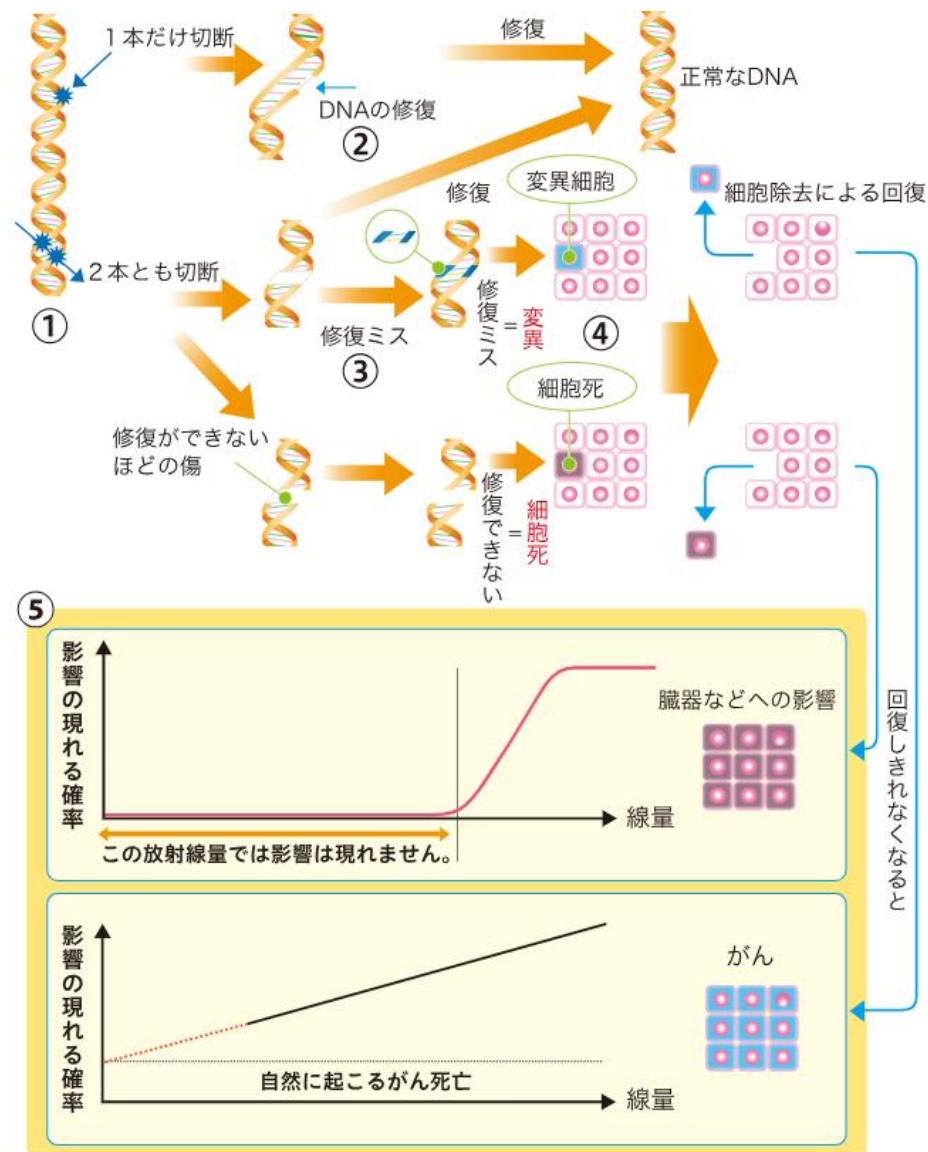 1本だけ切断
修復
DNAの修復
②
正常なDNA
2本とも切断
①
修復
修復ミス
③
修復ミス
=
変異
変異細胞
④
細胞除去による回復
細胞死
修復ができない
ほどの傷
修復できない
=
細胞死
回復しきれなくなると
⑤
影響の現れる確率
臓器などへの影響
線量
この放射線量では影響は現れません。
影響の現れる確率
がん
自然に起こるがん死亡
線量